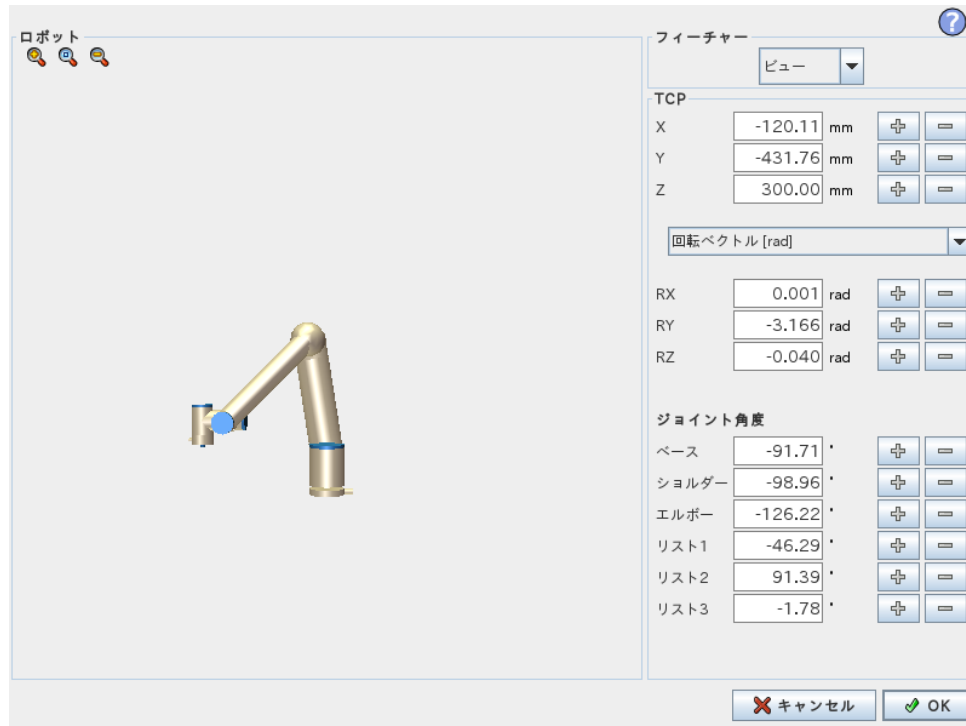 ロボット
フィーチャー
ビュー
TCP
X -120.11 mm
Y -431.76 mm
Z 300.00 mm
回転ベクトル [rad]
RX 0.001 rad
RY -3.166 rad
RZ -0.040 rad
ジョイント角度
ベース -91.71 °
ショルダー -98.96 °
エルボー -126.22 °
リスト1 -46.29 °
リスト2 91.39 °
リスト3 -1.78 °
キャンセル OK